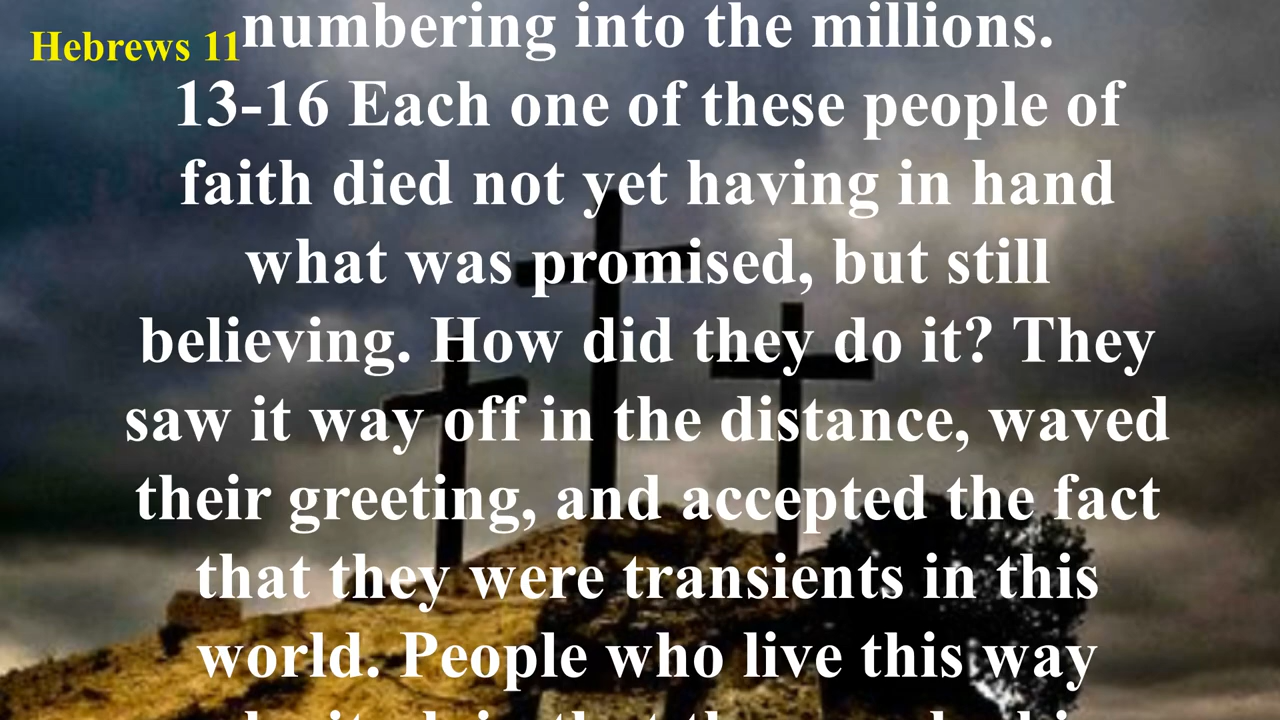 Hebrews 11
numbering into the millions.
13-16 Each one of these people of
faith died not yet having in hand
what was promised, but still
believing. How did they do it? They
saw it way off in the distance, waved
their greeting, and accepted the fact
that they were transients in this
world. People who live this way